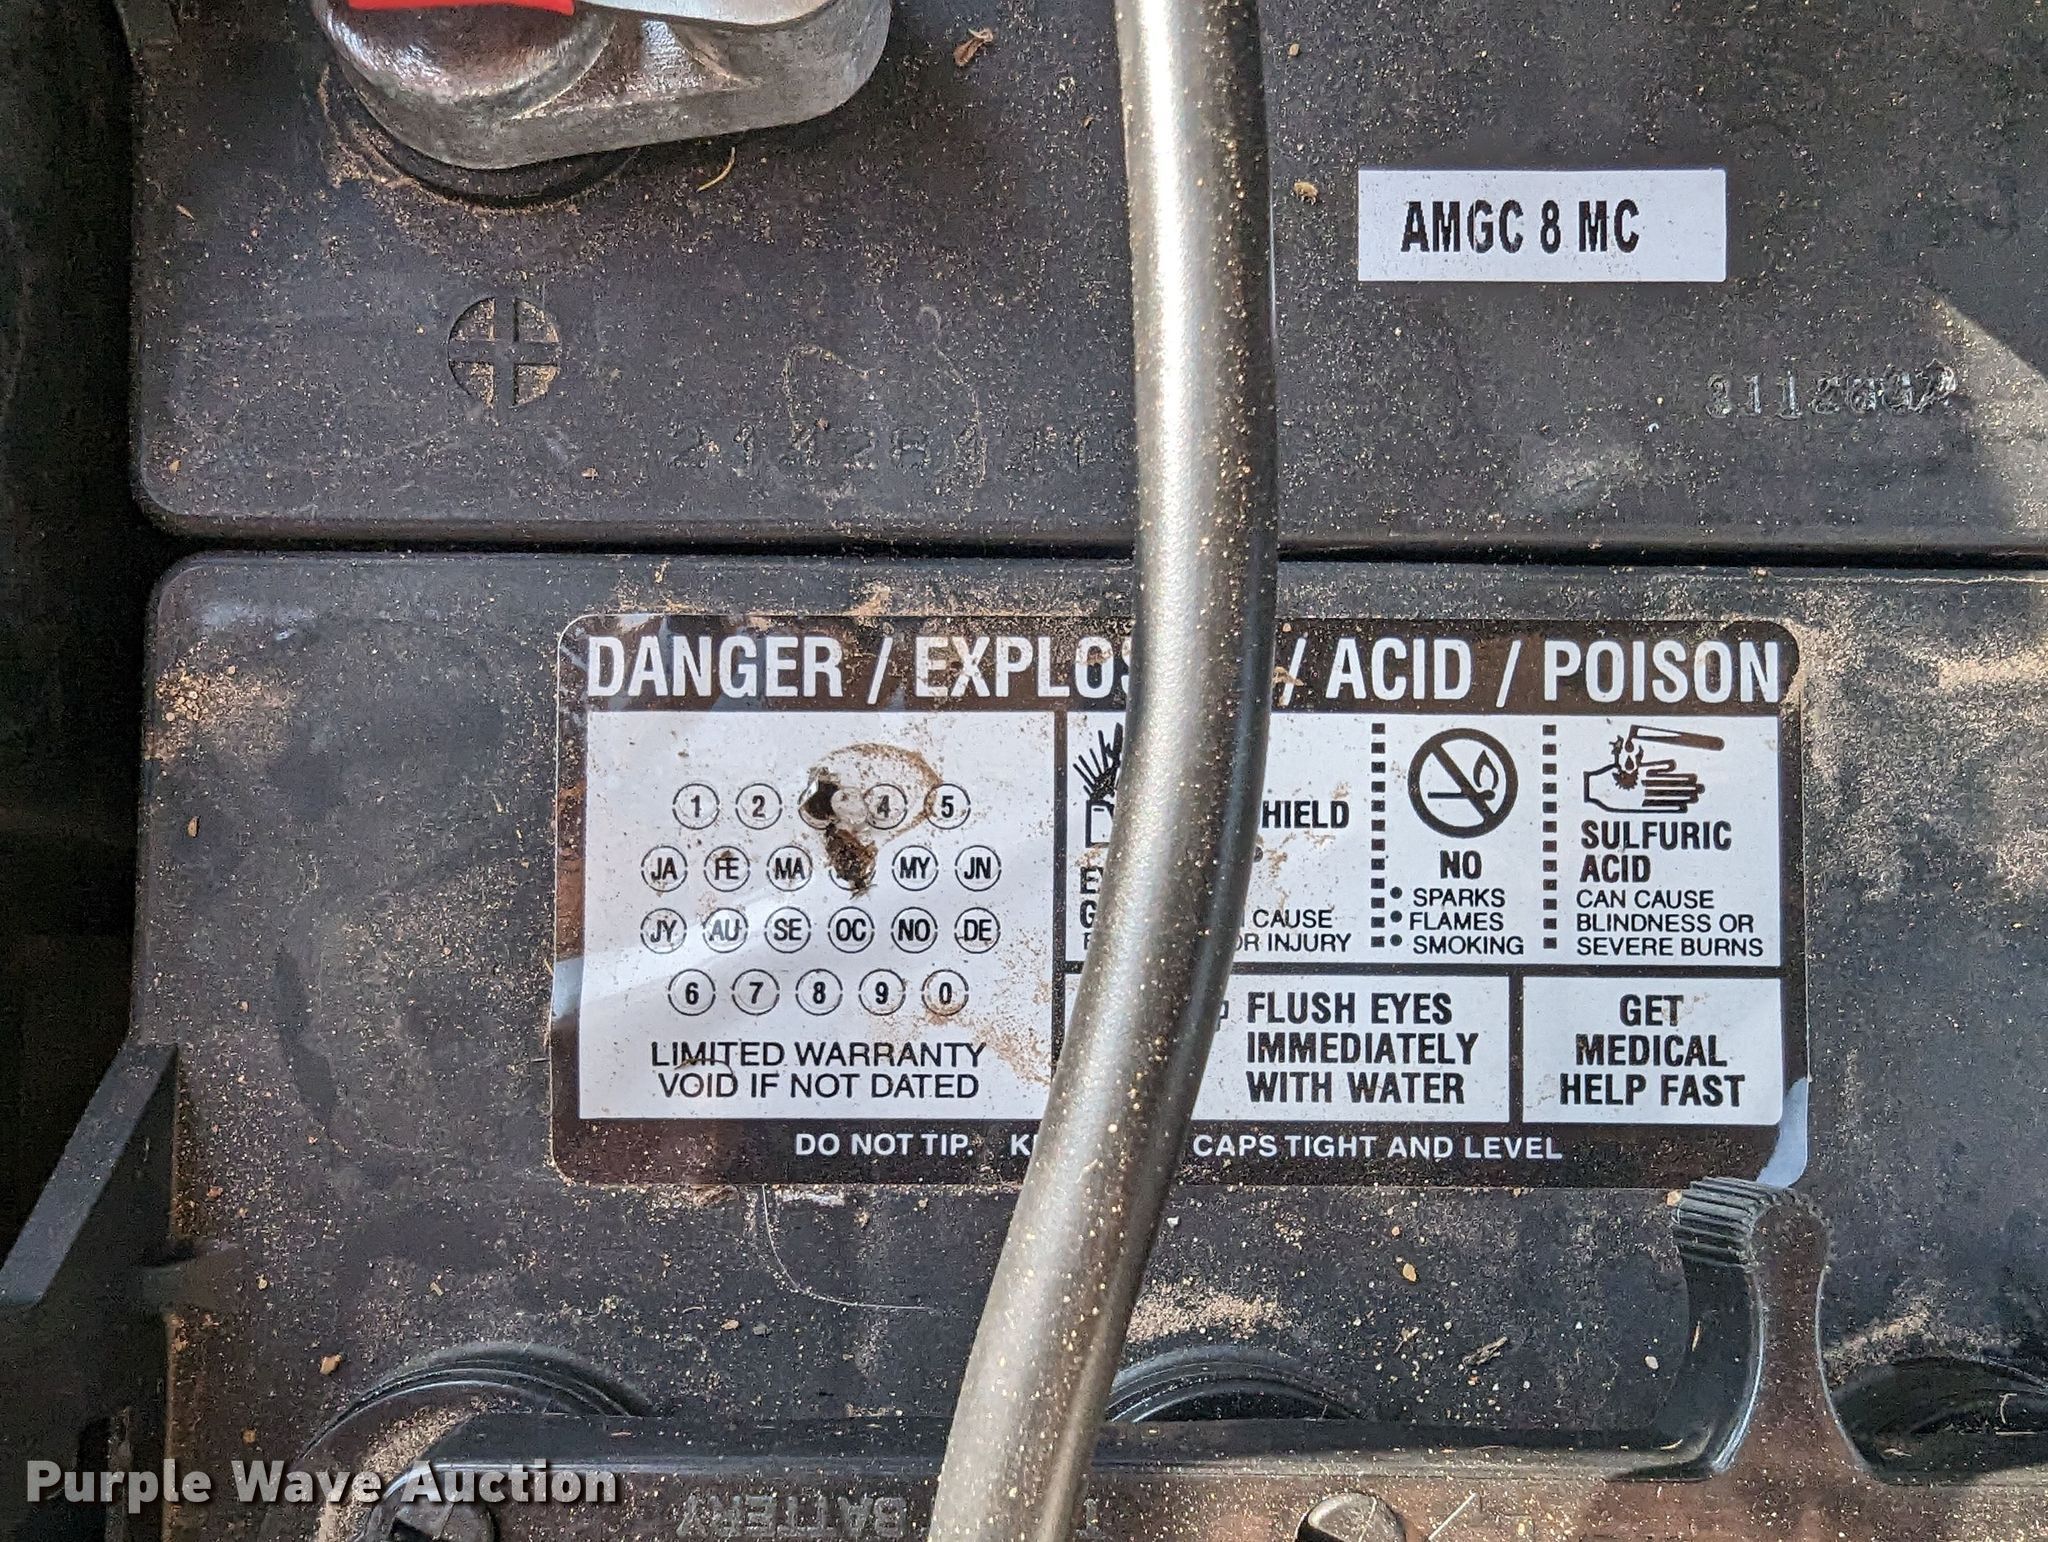 AMGC 8 MC
DANGER / / ACID / POISON
1 2 4 5
JA FE MA MY JN
JY AU SE OC NO DE
6 7 8 9 0
LIMITED WARRANTY
VOID IF NOT DATED
CAUSE
OR INJURY
NO
• SPARKS
• FLAMES
• SMOKING
SULFURIC
ACID
CAN CAUSE
BLINDNESS OR
SEVERE BURNS
FLUSH EYES
IMMEDIATELY
WITH WATER
GET
MEDICAL
HELP FAST
DO NOT TIP. CAPS TIGHT AND LEVEL
BATTERY
Purple Wave Auction